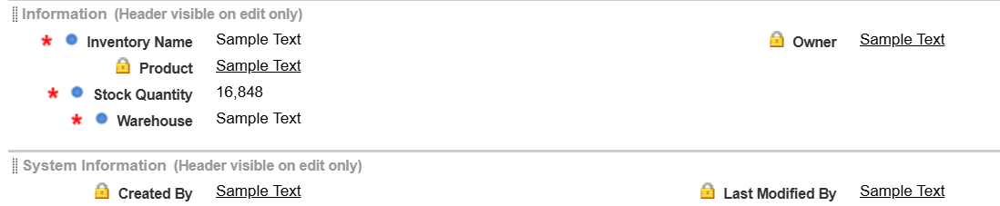 Information (Header visible on edit only)
* Inventory Name Sample Text Owner Sample Text
Product Sample Text
* Stock Quantity 16,848
* Warehouse Sample Text
System Information (Header visible on edit only)
Created By Sample Text Last Modified By Sample Text